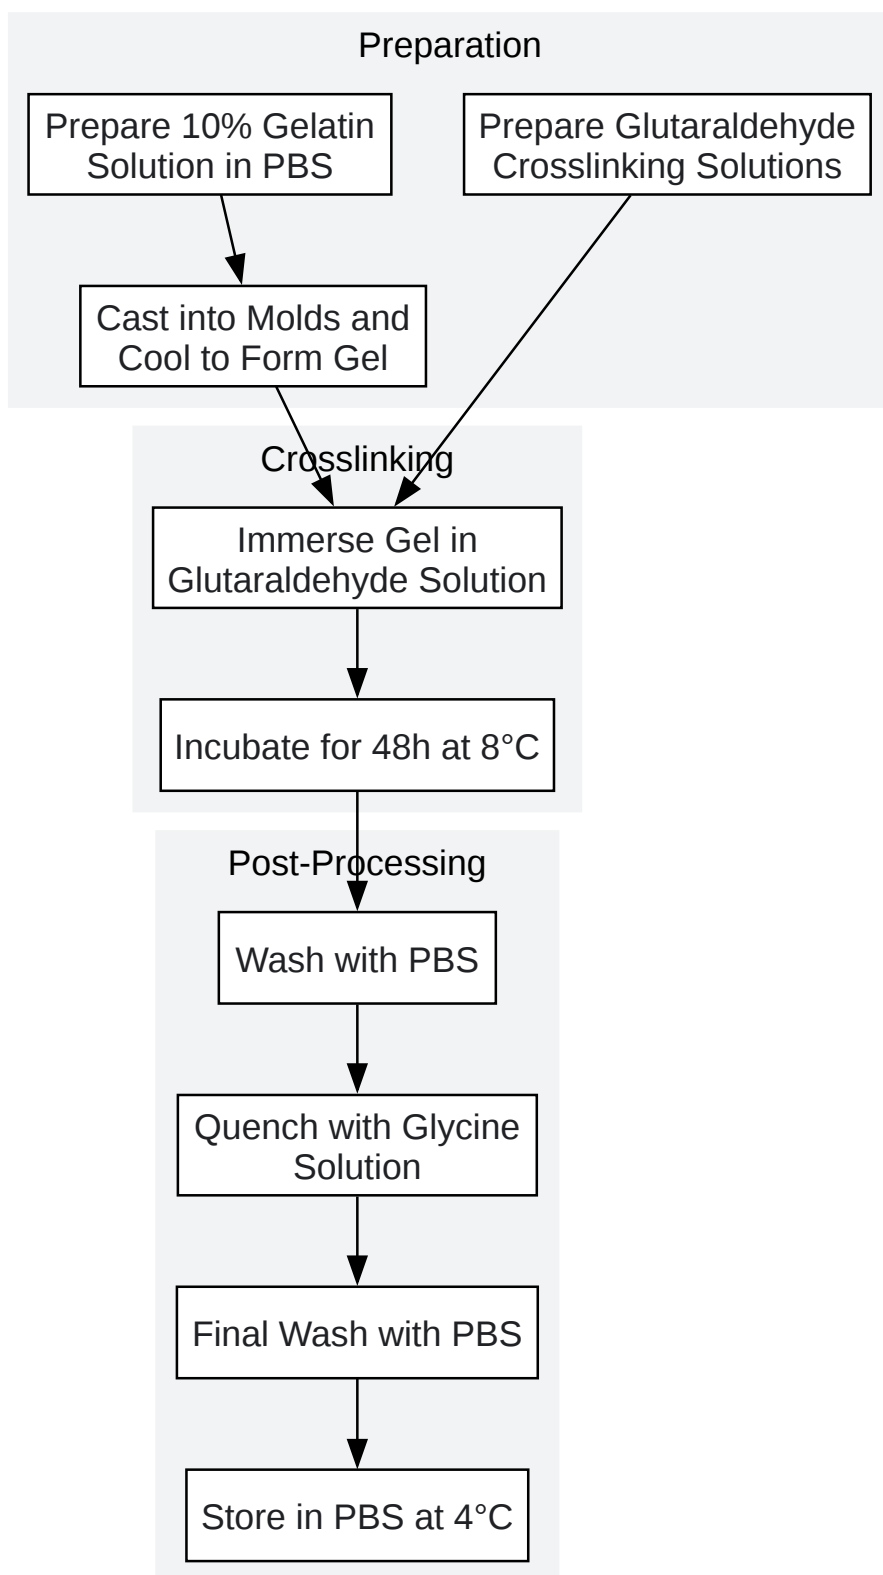 Preparation
Prepare 10% Gelatin
Solution in PBS
Prepare Glutaraldehyde
Crosslinking Solutions
Cast into Molds and
Cool to Form Gel
Crosslinking
Immerse Gel in
Glutaraldehyde Solution
Incubate for 48h at 8°C
Post-Processing
Wash with PBS
Quench with Glycine
Solution
Final Wash with PBS
Store in PBS at 4°C